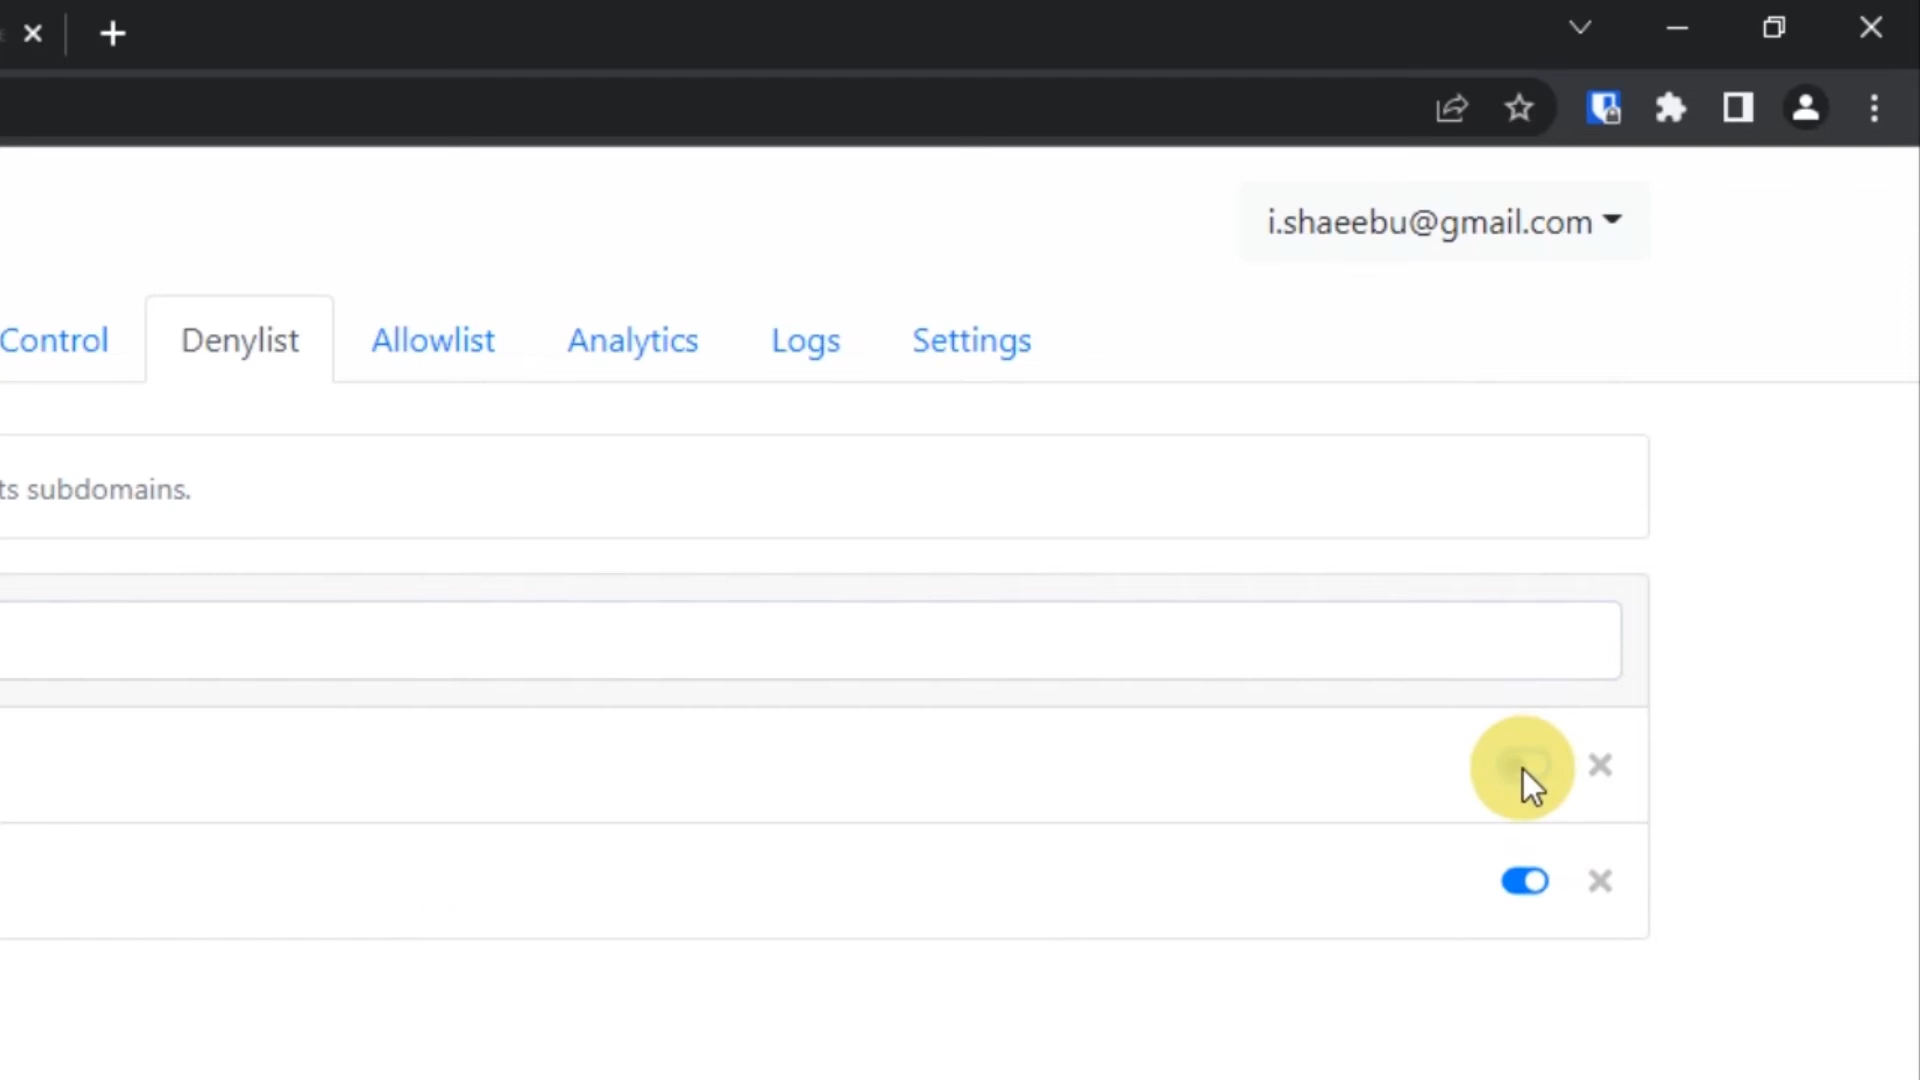 i.shaeebu@gmail.com
Control Denylist Allowlist Analytics Logs Settings
ts subdomains.